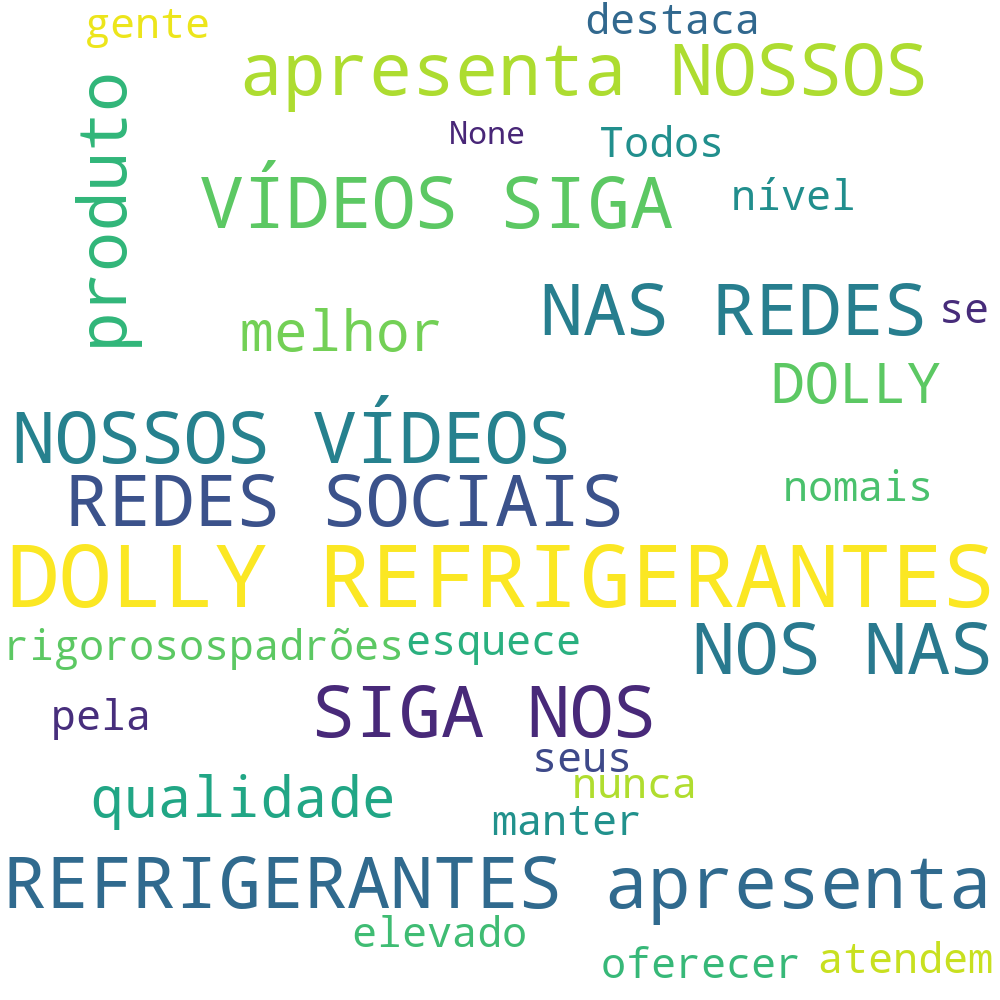 gente
destaca
apresenta NOSSOS
produto
None
Todos
VÍDEOS SIGA
nível
NAS REDES
se
melhor
DOLLY
NOSSOS VÍDEOS
REDES SOCIAIS
nomais
DOLLY REFRIGERANTES
rigorosospadrões
esquece
NOS NAS
SIGA NOS
pela
seus
nunca
qualidade
manter
REFRIGERANTES apresenta
elevado
oferecer
atendem